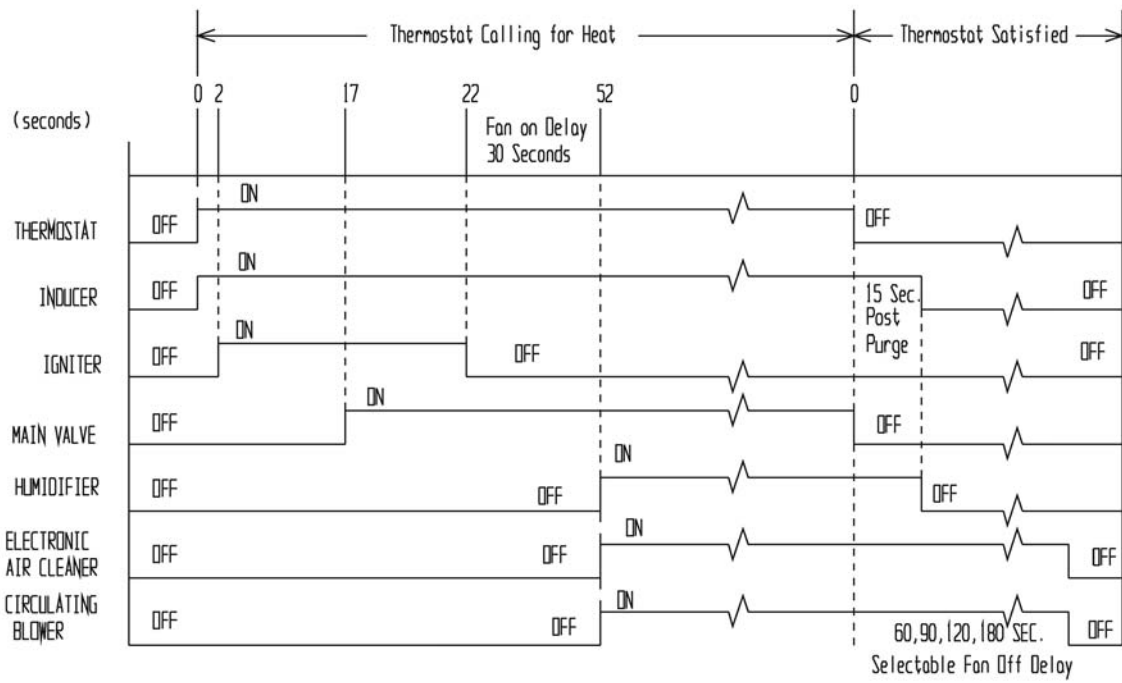 Thermostat Calling for Heat
Thermostat Satisfied
0 2 17 22 52 0
(seconds)
Fan on Delay
30 Seconds
THERMOSTAT OFF ON OFF
INDUCER OFF ON OFF
15 Sec.
Post
Purge
IGNITER OFF ON OFF OFF
MAIN VALVE OFF ON OFF
HUMIDIFIER OFF OFF ON OFF
ELECTRONIC
AIR CLEANER OFF OFF ON OFF
CIRCULATING
BLOWER OFF OFF ON OFF
60,90,120,180 SEC.
Selectable Fan Off Delay